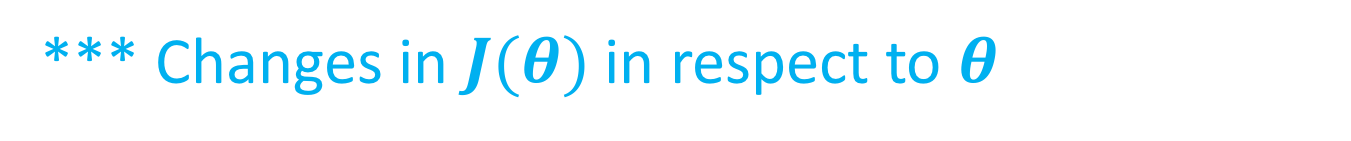 *** Changes in J(θ) in respect to θ